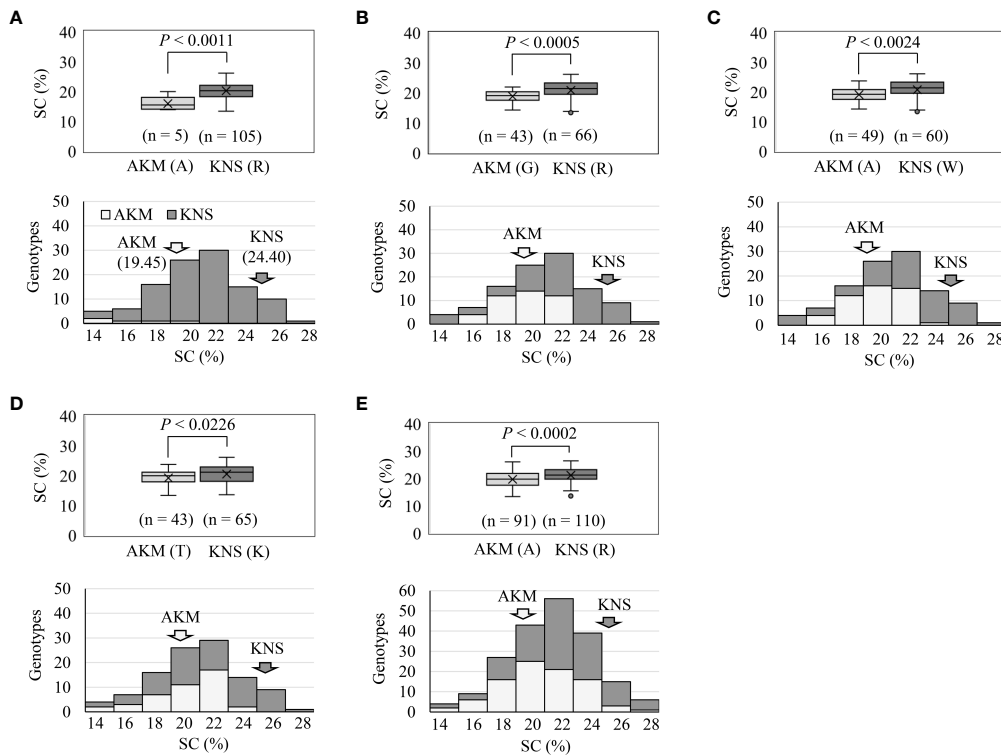 A
40
P < 0.0011
30
SC (%)
20
10
(n = 5) (n = 105)
0
AKM (A) KNS (R)
50
AKM KNS
40
AKM KNS
30
(19.45) (24.40)
Genotypes
20
10
0
14 16 18 20 22 24 26 28
SC (%)
B
40
P < 0.0005
30
SC (%)
20
10
(n = 43) (n = 66)
0
AKM (G) KNS (R)
50
40
AKM
30
KNS
Genotypes
20
10
0
14 16 18 20 22 24 26 28
SC (%)
C
40
P < 0.0024
30
SC (%)
20
10
(n = 49) (n = 60)
0
AKM (A) KNS (W)
50
40
AKM
30
KNS
Genotypes
20
10
0
14 16 18 20 22 24 26 28
SC (%)
D
40
P < 0.0226
30
SC (%)
20
10
(n = 43) (n = 65)
0
AKM (T) KNS (K)
50
40
AKM
30
KNS
Genotypes
20
10
0
14 16 18 20 22 24 26 28
SC (%)
E
40
P < 0.0002
30
SC (%)
20
10
(n = 91) (n = 110)
0
AKM (A) KNS (R)
60
AKM
50
KNS
40
Genotypes
30
20
10
0
14 16 18 20 22 24 26 28
SC (%)